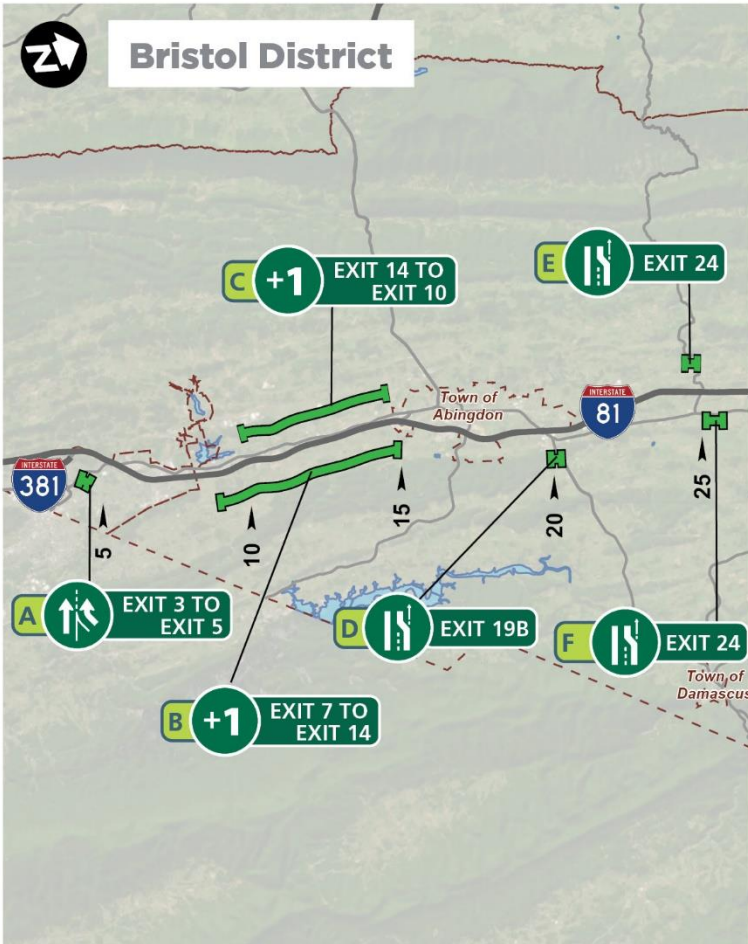 Z
Bristol District
C
+1
EXIT 14 TO
EXIT 10
E
EXIT 24
Town of
Abingdon
INTERSTATE
81
INTERSTATE
381
5
10
15
20
25
A
EXIT 3 TO
EXIT 5
D
EXIT 19B
F
EXIT 24
Town of
Damascus
B
+1
EXIT 7 TO
EXIT 14